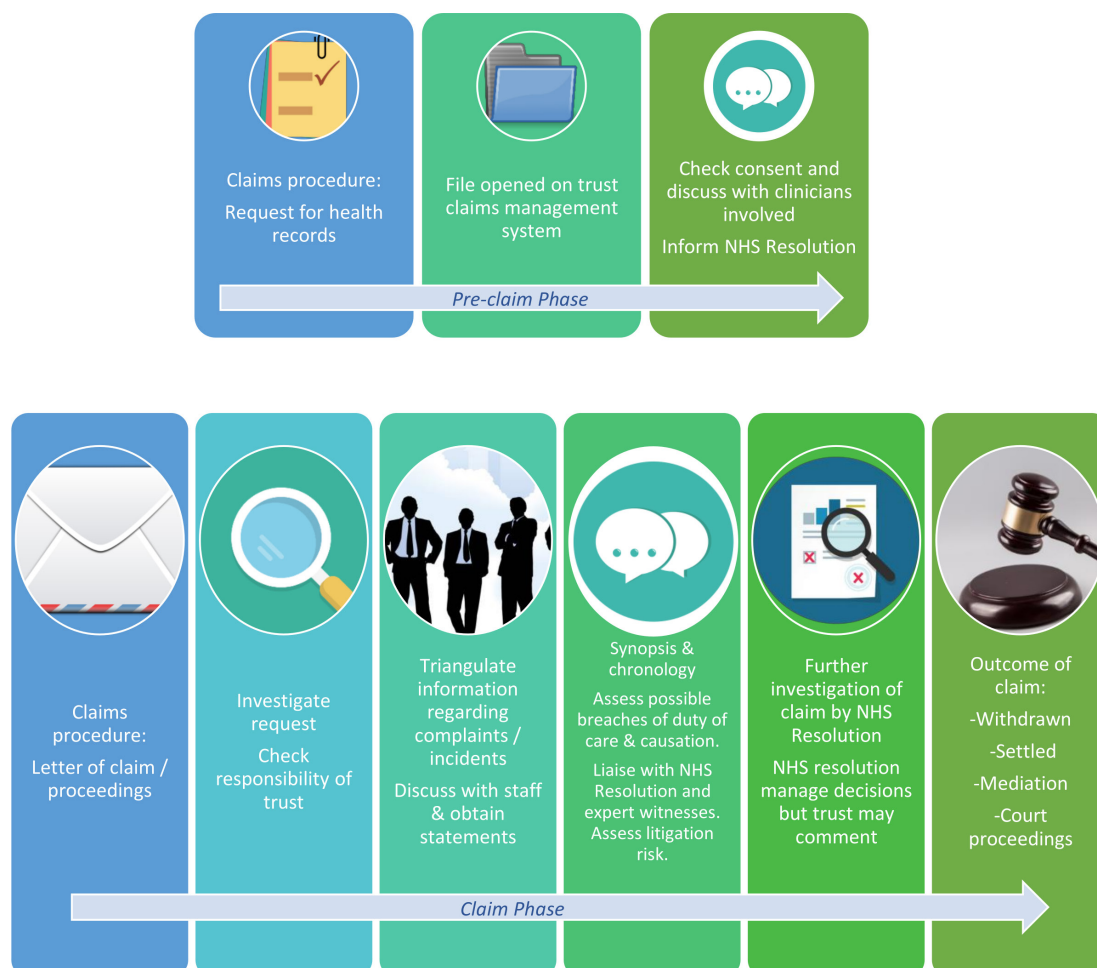 Claims procedure:
Request for health
records
File opened on trust
claims management
system
Check consent and
discuss with clinicians
involved
Inform NHS Resolution
Pre-claim Phase
Claims
procedure:
Letter of claim /
proceedings
Investigate
request
Check
responsibility of
trust
Triangulate
information
regarding
complaints /
incidents
Discuss with staff
& obtain
statements
Synopsis &
chronology
Assess possible
breaches of duty of
care & causation.
Liaise with NHS
Resolution and
expert witnesses.
Assess litigation
risk.
Further
investigation of
claim by NHS
Resolution
NHS resolution
manage decisions
but trust may
comment
Outcome of
claim:
-Withdrawn
-Settled
-Mediation
-Court
proceedings
Claim Phase